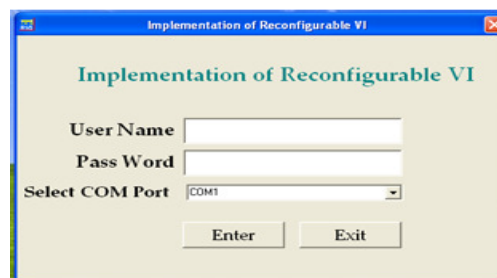 Implementation of Reconfigurable VI
Implementation of Reconfigurable VI
User Name
Pass Word
Select COM Port COM1
Enter Exit